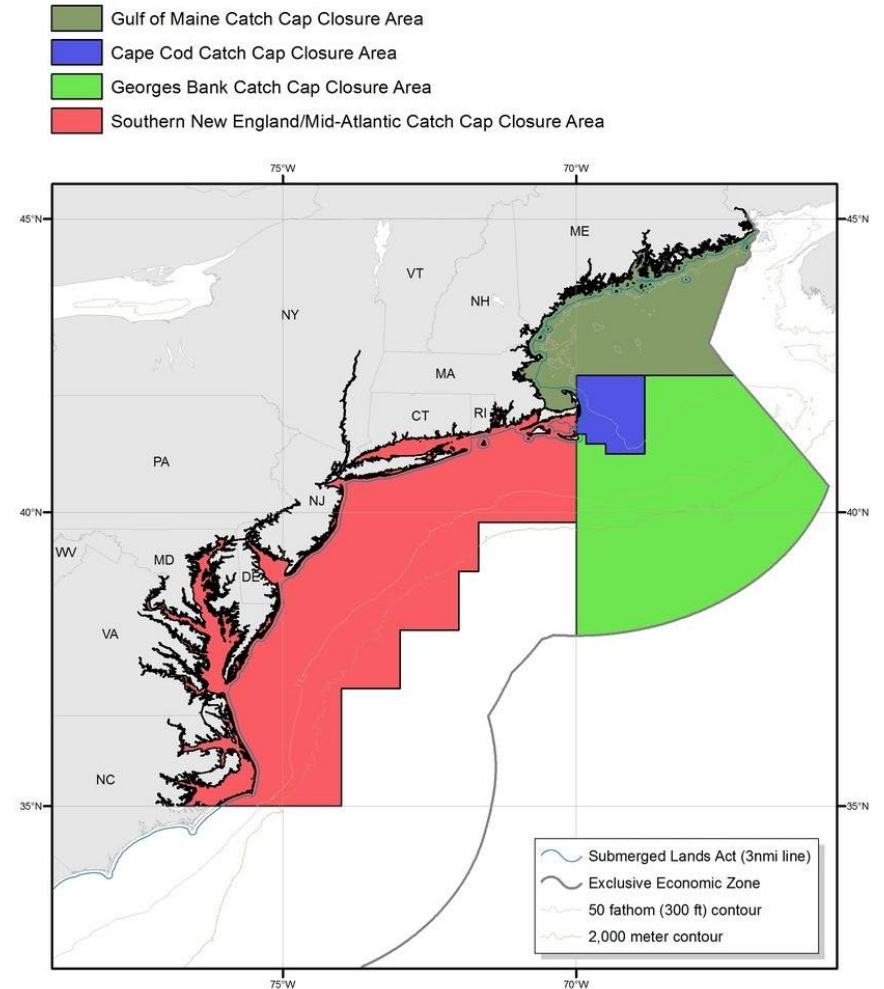 Gulf of Maine Catch Cap Closure Area
Cape Cod Catch Cap Closure Area
Georges Bank Catch Cap Closure Area
Southern New England/Mid-Atlantic Catch Cap Closure Area
75°W 70°W
45°N 45°N
ME
VT
NH
NY
MA
CT RI
PA
40°N 40°N
NJ
WV
MD
DE
VA
NC
35°N 35°N
Submerged Lands Act (3nmi line)
Exclusive Economic Zone
50 fathom (300 ft) contour
2,000 meter contour
75°W 70°W